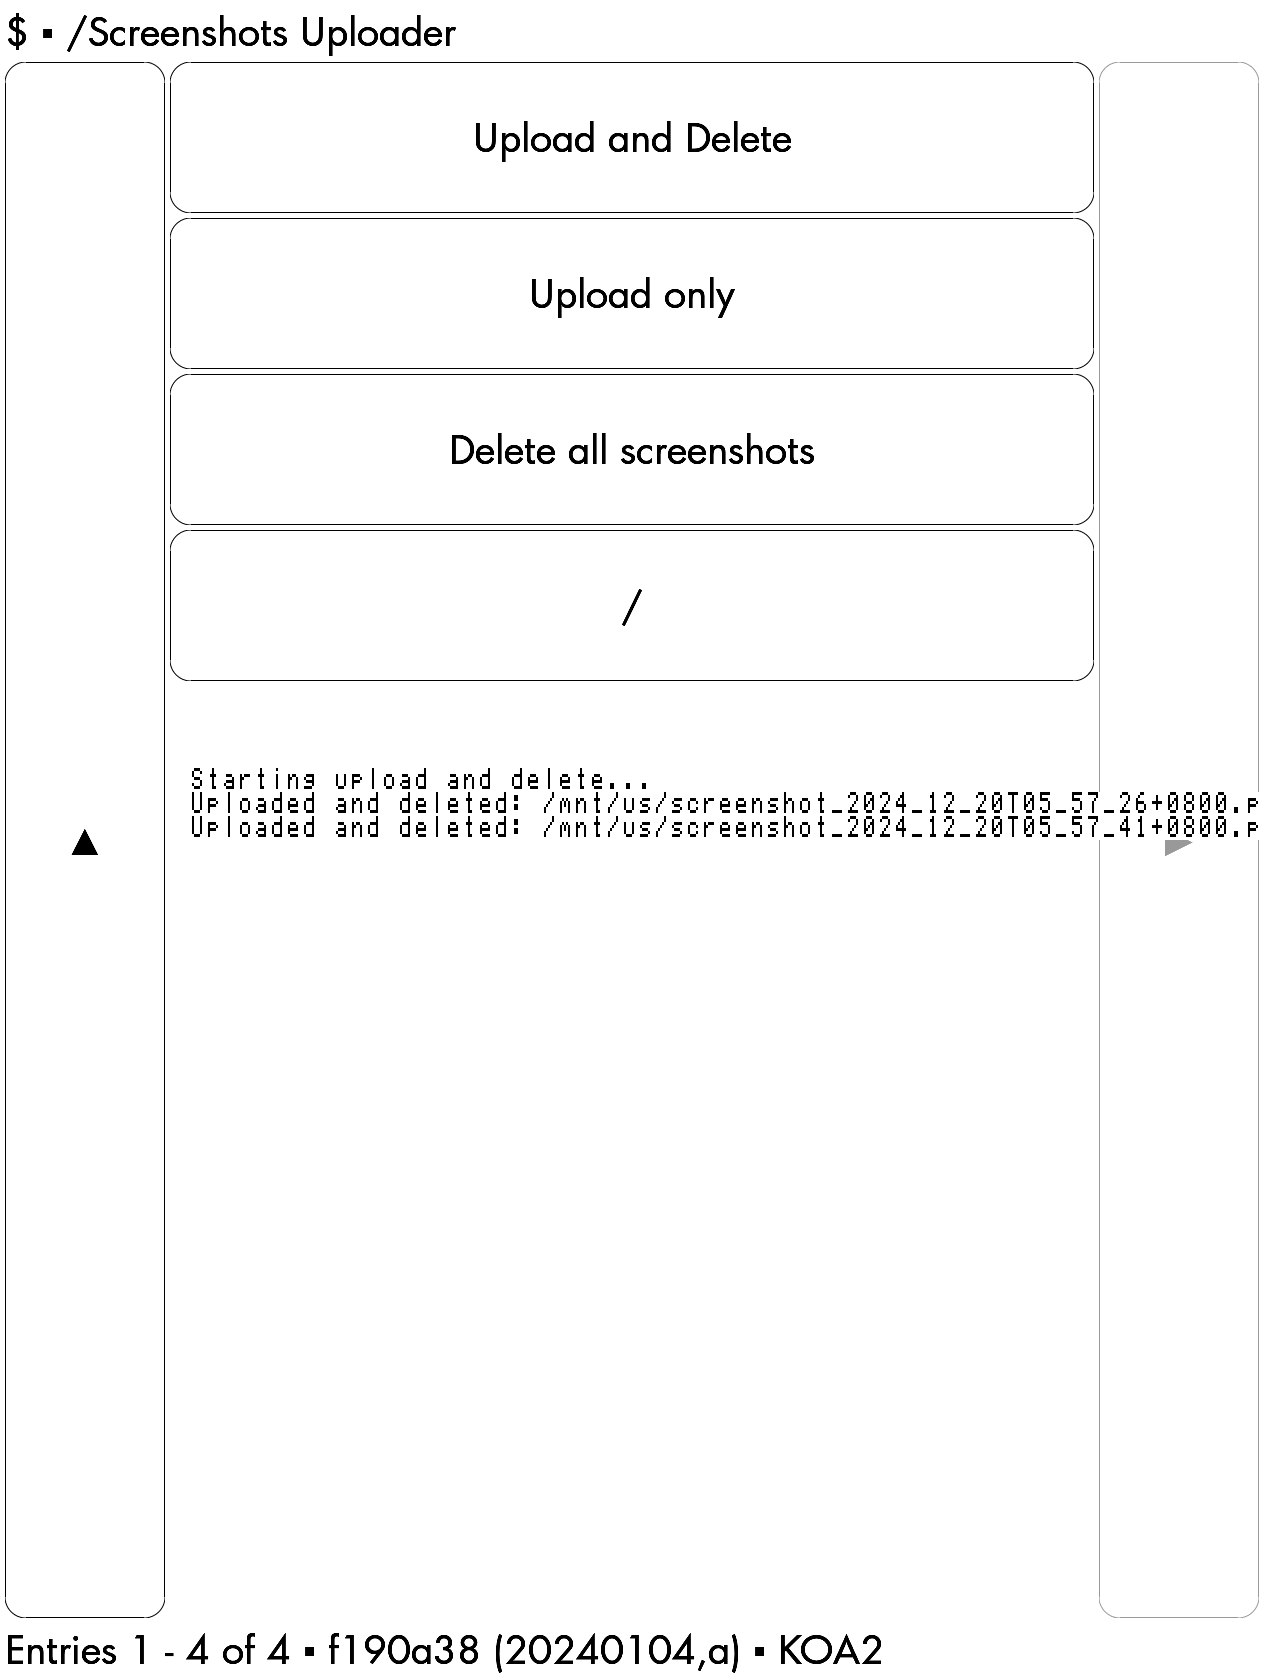 $ ▪ /Screenshots Uploader
Upload and Delete
Upload only
Delete all screenshots
/
Starting upload and delete...
Uploaded and deleted: /mnt/us/screenshot_2024_12_20T05_57_26+0800.p
Uploaded and deleted: /mnt/us/screenshot_2024_12_20T05_57_41+0800.p
▲
Entries 1 - 4 of 4 ▪ f190a38 (20240104,a) ▪ KOA2